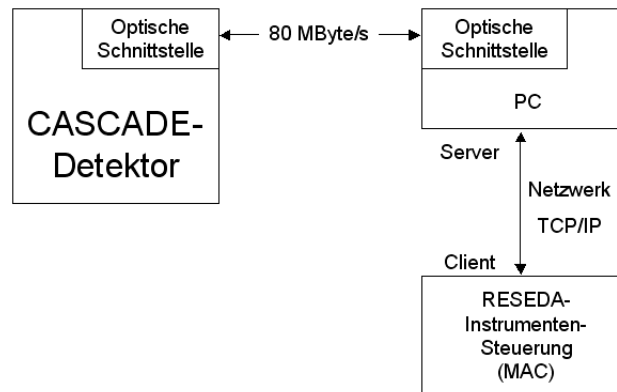 Optische
Schnittstelle
CASCADE-
Detektor
80 MByte/s
Optische
Schnittstelle
PC
Server
Netzwerk
TCP/IP
Client
RESEDA-
Instrumenten-
Steuerung
(MAC)